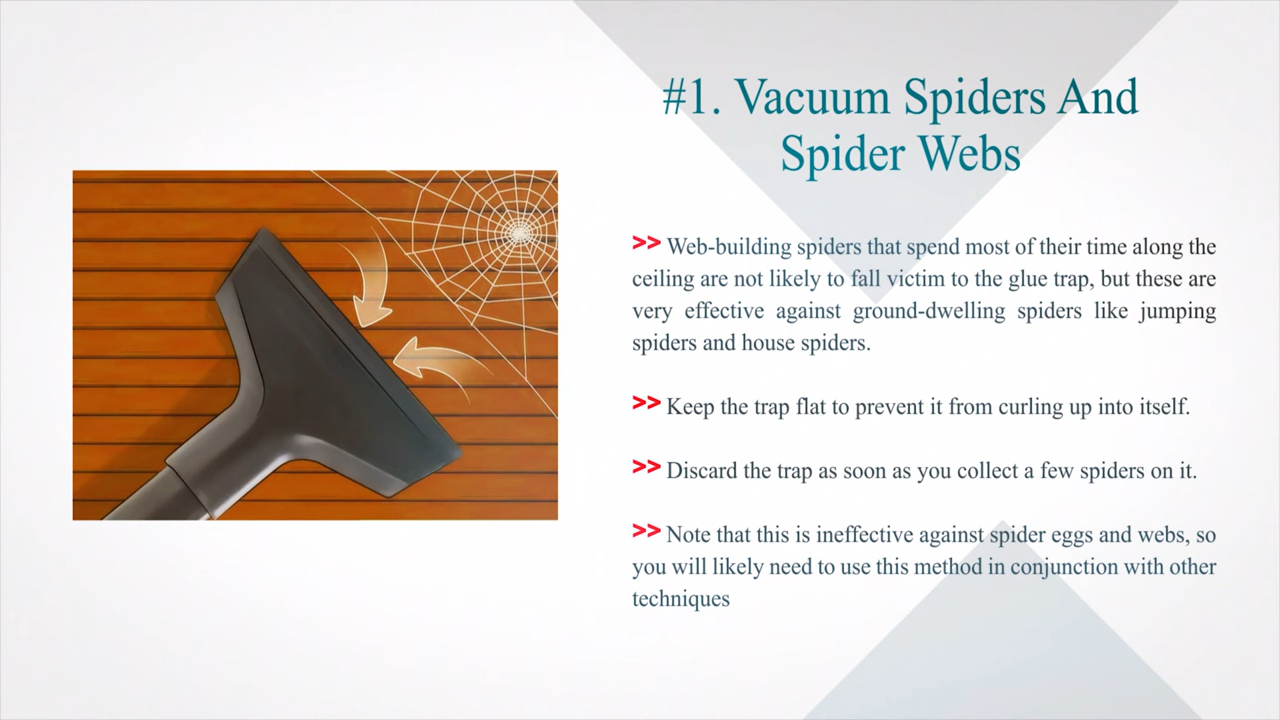 #1. Vacuum Spiders And
Spider Webs
>> Web-building spiders that spend most of their time along the
ceiling are not likely to fall victim to the glue trap, but these are
very effective against ground-dwelling spiders like jumping
spiders and house spiders.
>> Keep the trap flat to prevent it from curling up into itself.
>> Discard the trap as soon as you collect a few spiders on it.
>> Note that this is ineffective against spider eggs and webs, so
you will likely need to use this method in conjunction with other
techniques